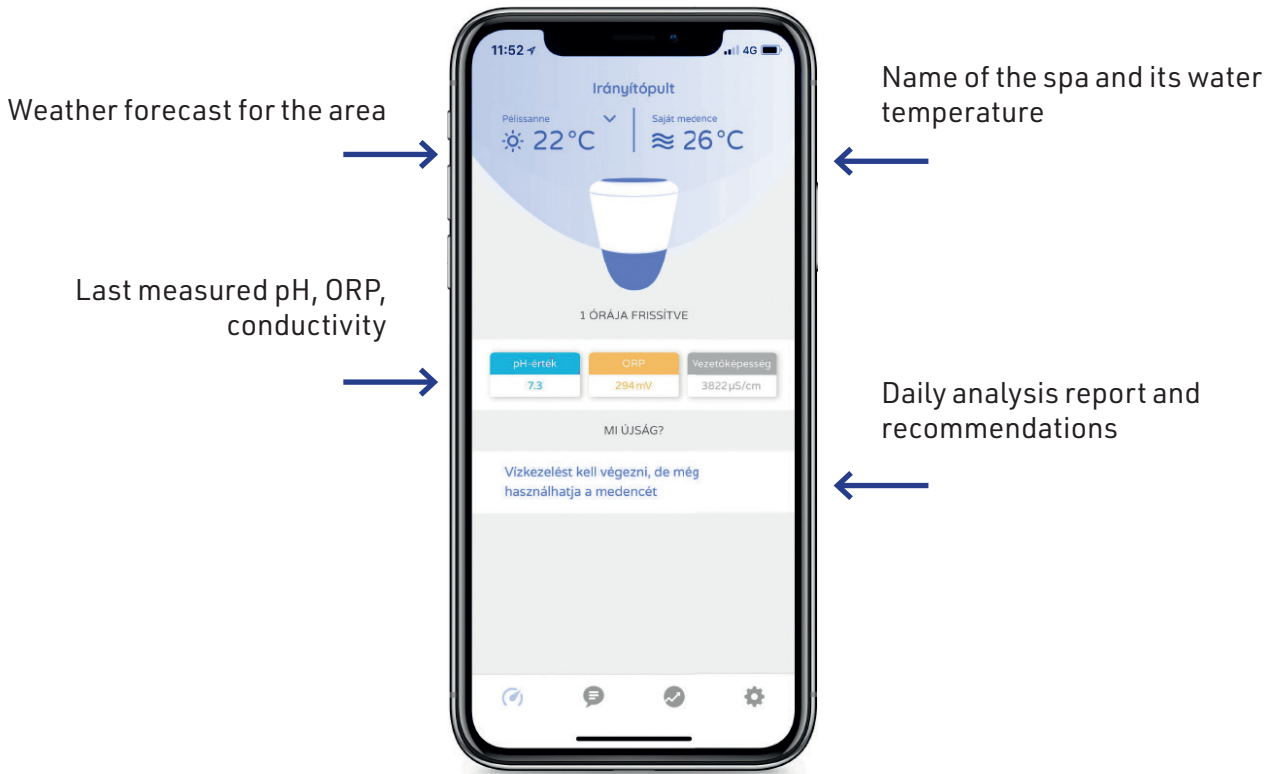 11:52
4G
Irányítópult
Pélissanne
22°C
Saját medence
26°C
Weather forecast for the area
Name of the spa and its water
temperature
Last measured pH, ORP,
conductivity
1 ÓRÁJA FRISSÍTVE
pH-érték
7.3
ORP
294mV
Vezetőképesség
3822µS/cm
Daily analysis report and
recommendations
MI ÚJSÁG?
Vízkezelést kell végezni, de még
használhatja a medencét